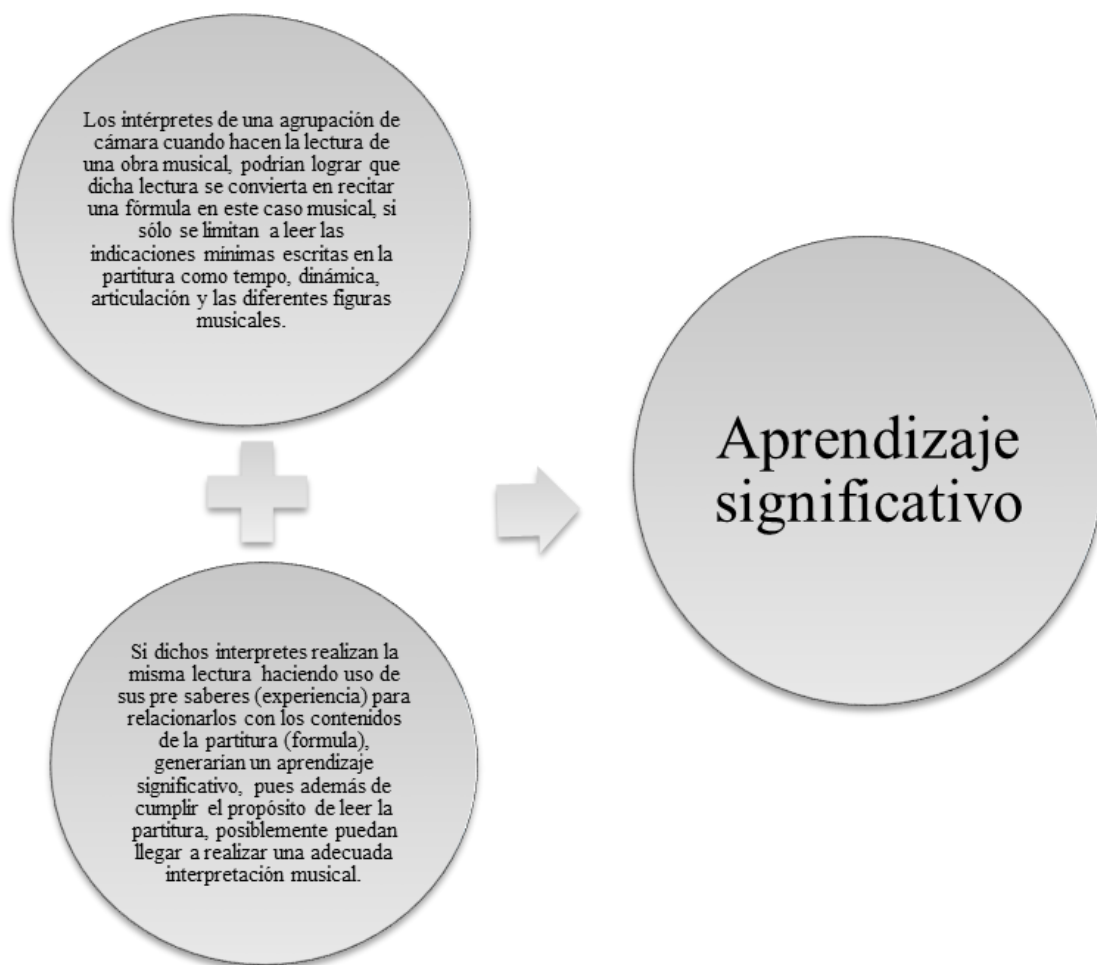 Los intérpretes de una agrupación de
cámara cuando hacen la lectura de
una obra musical, podrían lograr que
dicha lectura se convierta en recitar
una fórmula en este caso musical, si
sólo se limitan a leer las
indicaciones mínimas escritas en la
partitura como tempo, dinámica,
articulación y las diferentes figuras
musicales.
Si dichos interpretes realizan la
misma lectura haciendo uso de
sus pre saberes (experiencia) para
relacionarlos con los contenidos
de la partitura (formula),
generarían un aprendizaje
significativo, pues además de
cumplir el propósito de leer la
partitura, posiblemente puedan
llegar a realizar una adecuada
interpretación musical.
Aprendizaje
significativo